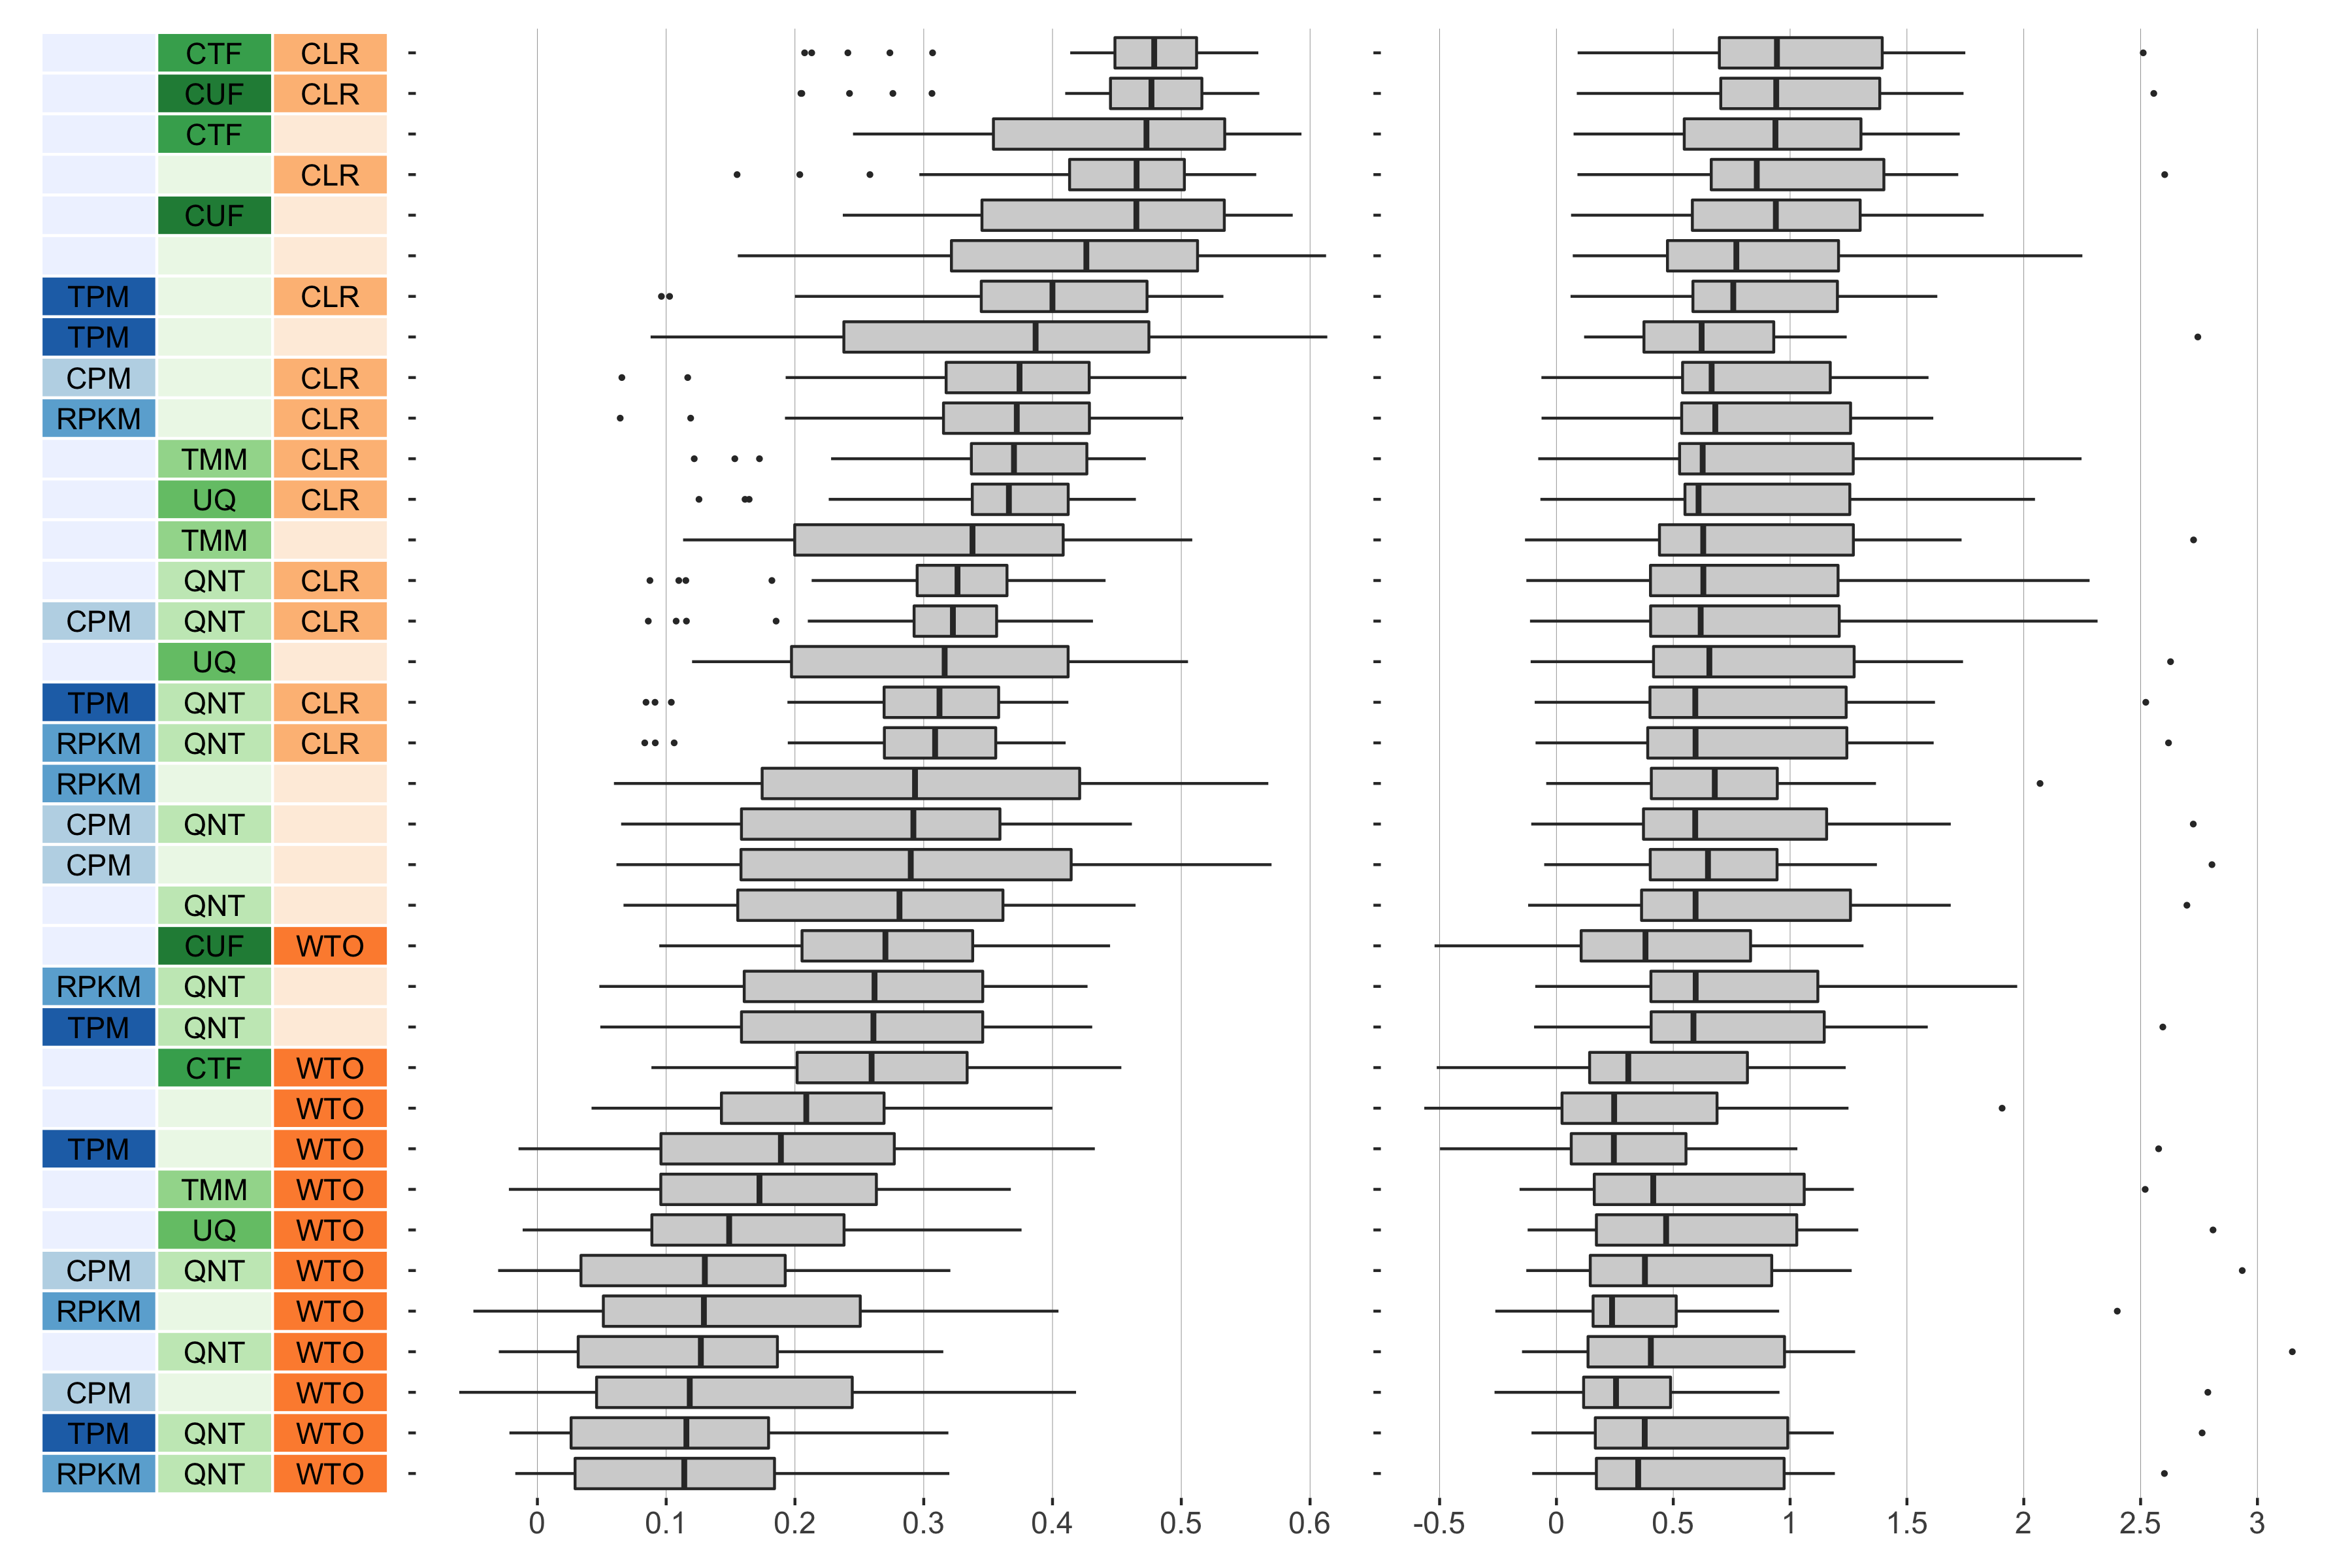 CTF CLR
CUF CLR
CTF
CLR
CUF
TPM CLR
TPM
CPM CLR
RPKM CLR
TMM CLR
UQ CLR
TMM
QNT CLR
CPM QNT CLR
UQ
TPM QNT CLR
RPKM QNT CLR
RPKM
CPM QNT
CPM
QNT
CUF WTO
RPKM QNT
TPM QNT
CTF WTO
WTO
TPM WTO
TMM WTO
UQ WTO
CPM QNT WTO
RPKM WTO
QNT WTO
CPM WTO
TPM QNT WTO
RPKM QNT WTO
0 0.1 0.2 0.3 0.4 0.5 0.6 -0.5 0 0.5 1 1.5 2 2.5 3